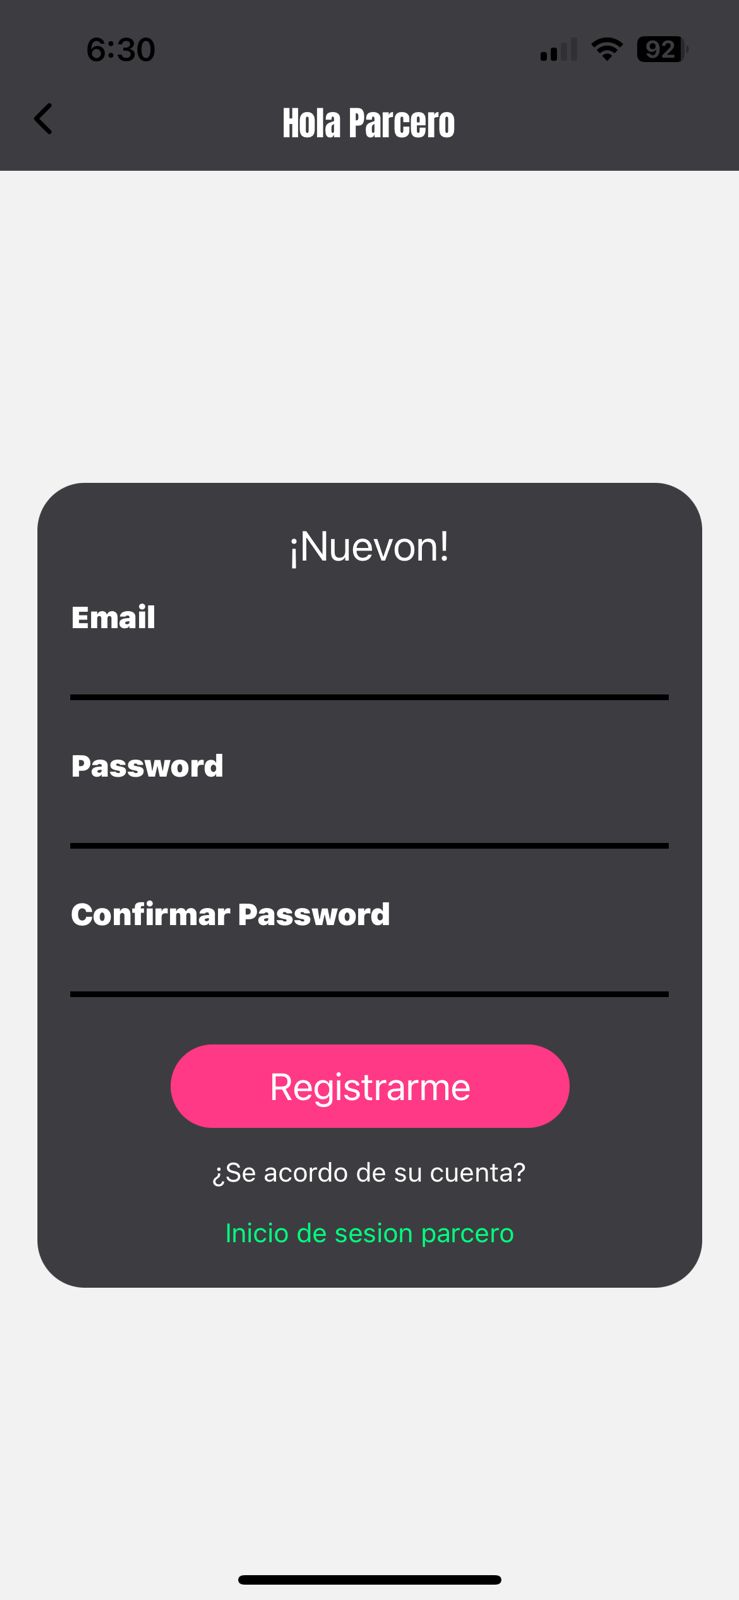 6:30
92
Hola Parcero
¡Nuevon!
Email
Password
Confirmar Password
Registrarme
¿Se acordo de su cuenta?
Inicio de sesion parcero